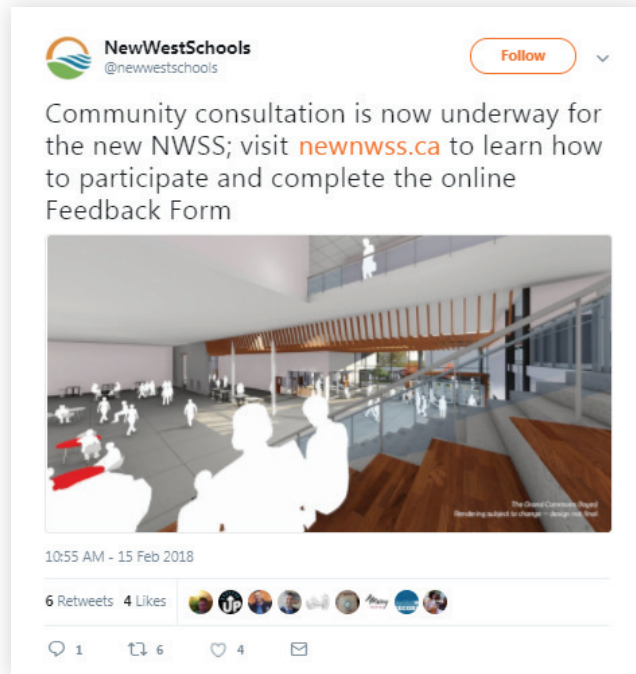 NewWestSchools
@newwestschools
Follow
Community consultation is now underway for
the new NWSS; visit newnwss.ca to learn how
to participate and complete the online
Feedback Form
The Grand Commons (foyer)
Rendering subject to change — design not final.
10:55 AM - 15 Feb 2018
6 Retweets 4 Likes
UP
1 6 4